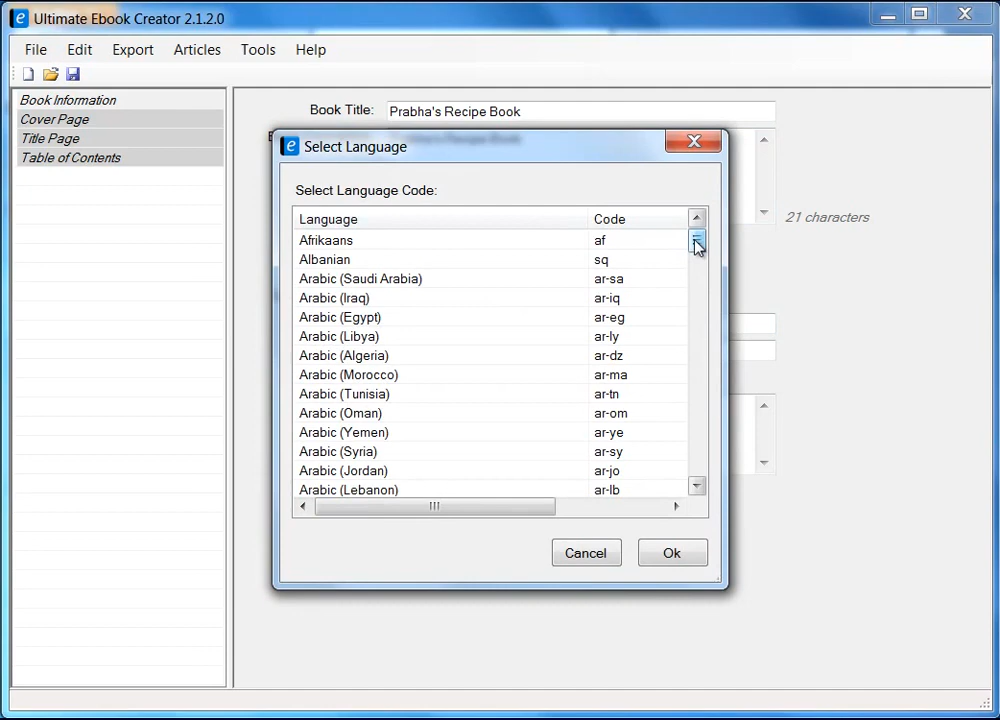 Ultimate Ebook Creator 2.1.2.0
File Edit Export Articles Tools Help
Book Information
Cover Page
Title Page
Table of Contents
Book Title: Prabha's Recipe Book
21 characters
Select Language
Select Language Code:
Language Code
Afrikaans af
Albanian sq
Arabic (Saudi Arabia) ar-sa
Arabic (Iraq) ar-iq
Arabic (Egypt) ar-eg
Arabic (Libya) ar-ly
Arabic (Algeria) ar-dz
Arabic (Morocco) ar-ma
Arabic (Tunisia) ar-tn
Arabic (Oman) ar-om
Arabic (Yemen) ar-ye
Arabic (Syria) ar-sy
Arabic (Jordan) ar-jo
Arabic (Lebanon) ar-lb
Cancel Ok